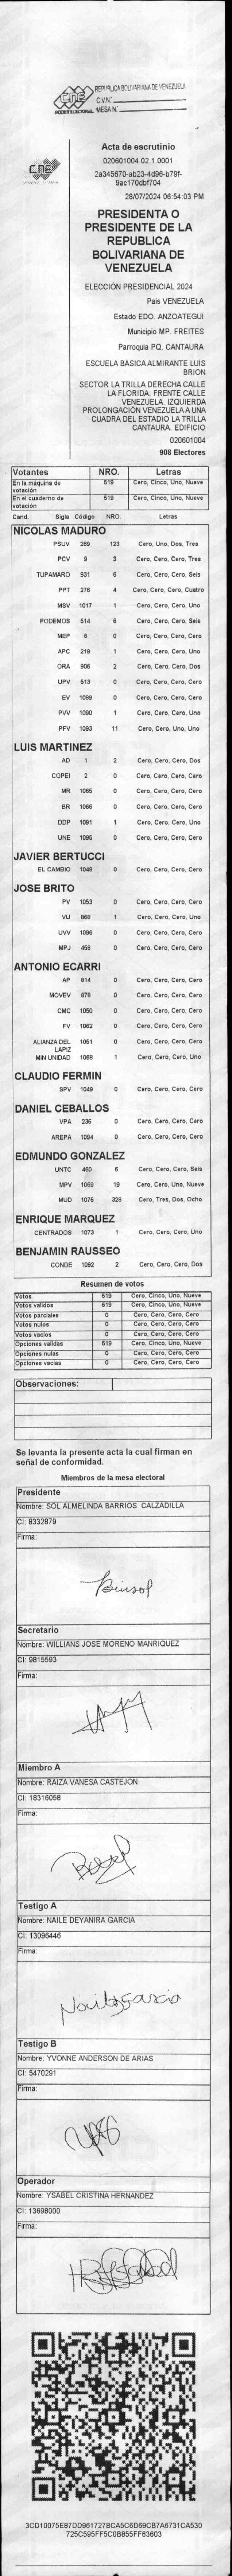 REPUBLICA BOLIVARIANA DE VENEZUELA
C.V.N°
MESA N°
CNE
PODER ELECTORAL
Acta de escrutinio
CNE
020601004.02.1.0001
2a345670-ab23-4d96-b79f-
9ac170dbf704
28/07/2024 06:54:03 PM
PRESIDENTA O
PRESIDENTE DE LA
REPUBLICA
BOLIVARIANA DE
VENEZUELA
ELECCIÓN PRESIDENCIAL 2024
Pais VENEZUELA
Estado EDO. ANZOATEGUI
Municipio MP. FREITES
Parroquia PQ. CANTAURA
ESCUELA BASICA ALMIRANTE LUIS
BRION
SECTOR LA TRILLA DERECHA CALLE
LA FLORIDA. FRENTE CALLE
VENEZUELA. IZQUIERDA
PROLONGACIÓN VENEZUELA A UNA
CUADRA DEL ESTADIO LA TRILLA
CANTAURA. EDIFICIO
020601004
908 Electores
Votantes NRO. Letras
En la máquina de votación 519 Cero, Cinco, Uno, Nueve
En el cuaderno de votación 519 Cero, Cinco, Uno, Nueve
Cand. Sigla Código NRO. Letras
NICOLAS MADURO
PSUV 269 123 Cero, Uno, Dos, Tres
PCV 9 3 Cero, Cero, Cero, Tres
TUPAMARO 931 6 Cero, Cero, Cero, Seis
PPT 276 4 Cero, Cero, Cero, Cuatro
MSV 1017 1 Cero, Cero, Cero, Uno
PODEMOS 514 6 Cero, Cero, Cero, Seis
MEP 6 0 Cero, Cero, Cero, Cero
APC 219 1 Cero, Cero, Cero, Uno
ORA 906 2 Cero, Cero, Cero, Dos
UPV 513 0 Cero, Cero, Cero, Cero
EV 1089 0 Cero, Cero, Cero, Cero
PVV 1090 1 Cero, Cero, Cero, Uno
PFV 1093 11 Cero, Cero, Uno, Uno
LUIS MARTINEZ
AD 1 2 Cero, Cero, Cero, Dos
COPEI 2 0 Cero, Cero, Cero, Cero
MR 1065 0 Cero, Cero, Cero, Cero
BR 1066 0 Cero, Cero, Cero, Cero
DDP 1091 1 Cero, Cero, Cero, Uno
UNE 1095 0 Cero, Cero, Cero, Cero
JAVIER BERTUCCI
EL CAMBIO 1048 0 Cero, Cero, Cero, Cero
JOSE BRITO
PV 1053 0 Cero, Cero, Cero, Cero
VU 868 1 Cero, Cero, Cero, Uno
UVV 1096 0 Cero, Cero, Cero, Cero
MPJ 458 0 Cero, Cero, Cero, Cero
ANTONIO ECARRI
AP 814 0 Cero, Cero, Cero, Cero
MOVEV 878 0 Cero, Cero, Cero, Cero
CMC 1050 0 Cero, Cero, Cero, Cero
FV 1062 0 Cero, Cero, Cero, Cero
ALIANZA DEL LAPIZ 1051 0 Cero, Cero, Cero, Cero
MIN UNIDAD 1068 1 Cero, Cero, Cero, Uno
CLAUDIO FERMIN
SPV 1049 0 Cero, Cero, Cero, Cero
DANIEL CEBALLOS
VPA 236 0 Cero, Cero, Cero, Cero
AREPA 1094 0 Cero, Cero, Cero, Cero
EDMUNDO GONZALEZ
UNTC 460 6 Cero, Cero, Cero, Seis
MPV 1069 19 Cero, Cero, Uno, Nueve
MUD 1075 328 Cero, Tres, Dos, Ocho
ENRIQUE MARQUEZ
CENTRADOS 1073 1 Cero, Cero, Cero, Uno
BENJAMIN RAUSSEO
CONDE 1092 2 Cero, Cero, Cero, Dos
Resumen de votos
Votos 519 Cero, Cinco, Uno, Nueve
Votos validos 519 Cero, Cinco, Uno, Nueve
Votos parciales 0 Cero, Cero, Cero, Cero
Votos nulos 0 Cero, Cero, Cero, Cero
Votos vacios 0 Cero, Cero, Cero, Cero
Opciones validas 519 Cero, Cinco, Uno, Nueve
Opciones nulas 0 Cero, Cero, Cero, Cero
Opciones vacias 0 Cero, Cero, Cero, Cero
Observaciones:
Se levanta la presente acta la cual firman en
señal de conformidad.
Miembros de la mesa electoral
Presidente
Nombre: SOL ALMELINDA BARRIOS CALZADILLA
CI: 8332879
Firma:
Secretario
Nombre: WILLIANS JOSE MORENO MANRIQUEZ
CI: 9815593
Firma:
Miembro A
Nombre: RAIZA VANESA CASTEJON
CI: 18316058
Firma:
Testigo A
Nombre: NAILE DEYANIRA GARCIA
CI: 13096446
Firma:
Testigo B
Nombre: YVONNE ANDERSON DE ARIAS
CI: 5470291
Firma:
Operador
Nombre: YSABEL CRISTINA HERNANDEZ
CI: 13698000
Firma:
3CD10075EB7DD961727BCA5C6D69CB7A6731CA530
725C595FF5C0BB55FF63603